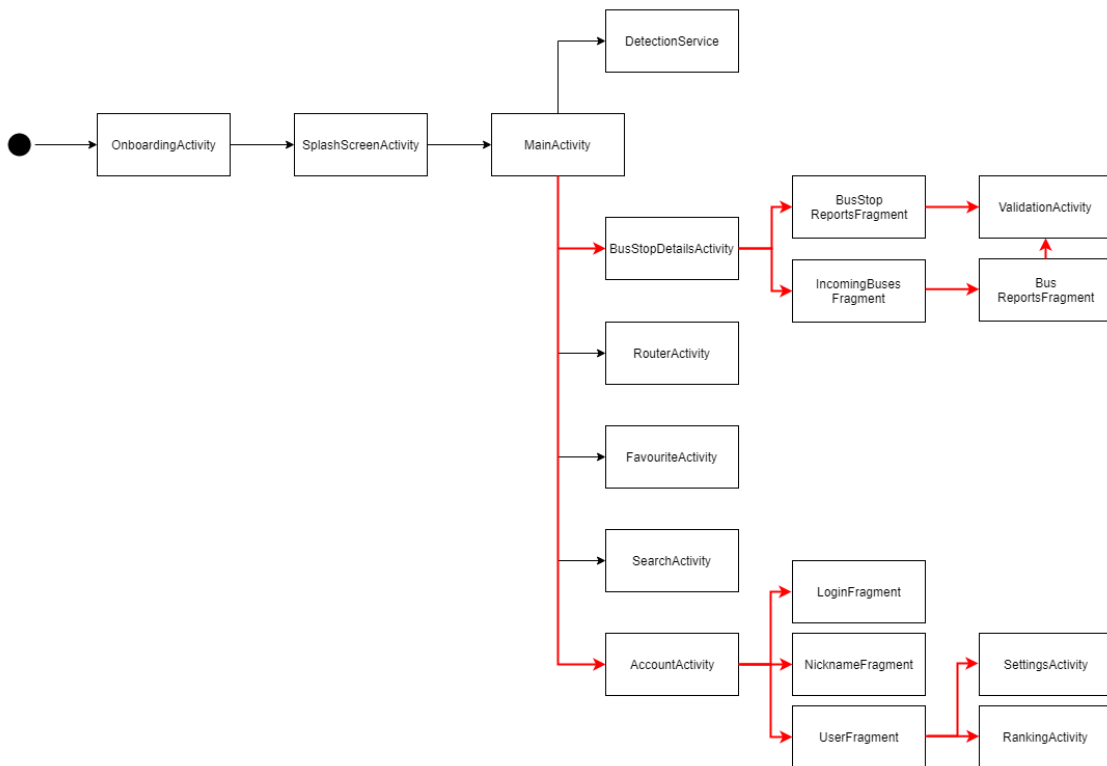 DetectionService
OnboardingActivity
SplashScreenActivity
MainActivity
BusStop
ReportsFragment
ValidationActivity
BusStopDetailsActivity
IncomingBuses
Fragment
Bus
ReportsFragment
RouterActivity
FavouriteActivity
SearchActivity
LoginFragment
AccountActivity
NicknameFragment
SettingsActivity
UserFragment
RankingActivity